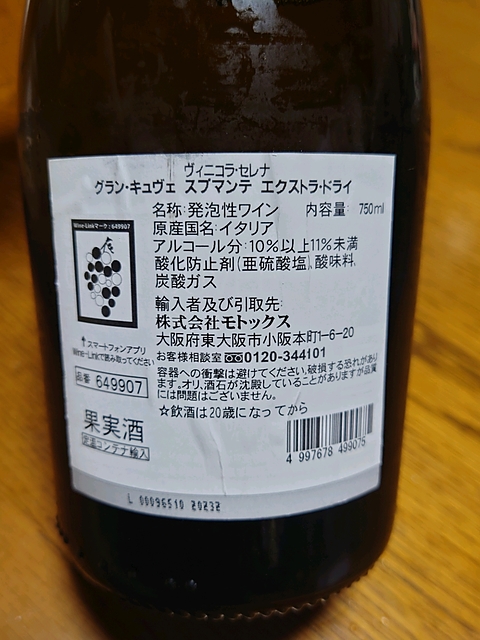 ヴィニコラ・セレナ
グラン・キュヴェ スプマンテ エクストラ・ドライ
名称:発泡性ワイン 内容量: 750ml
原産国名:イタリア
アルコール分:10%以上11%未満
酸化防止剤(亜硫酸塩)、酸味料、
炭酸ガス
Wine-Linkマーク:649907
↑スマートフォンアプリ
Wine-Linkで読み取ってください
品番 649907
果実酒
定温コンテナ輸入
輸入者及び引取先:
株式会社モトックス
大阪府東大阪市小阪本町1-6-20
お客様相談室 0120-344101
容器への衝撃は避けてください。破損する恐れがあり
ます。オリ、酒石が沈殿していることがありますが品質
には問題はございません。
☆飲酒は20歳になってから
4 997678 499075
L 00096510 20232